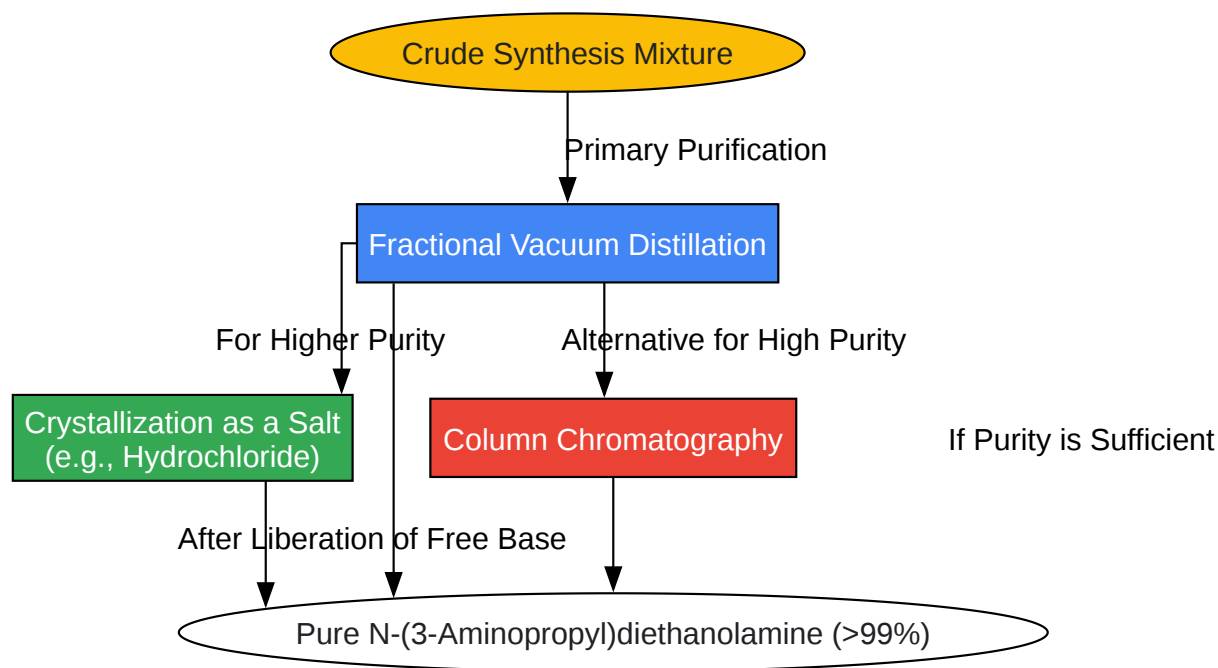 Crude Synthesis Mixture
Primary Purification
Fractional Vacuum Distillation
For Higher Purity
Alternative for High Purity
Crystallization as a Salt
(e.g., Hydrochloride)
Column Chromatography
If Purity is Sufficient
After Liberation of Free Base
Pure N-(3-Aminopropyl)diethanolamine (>99%)